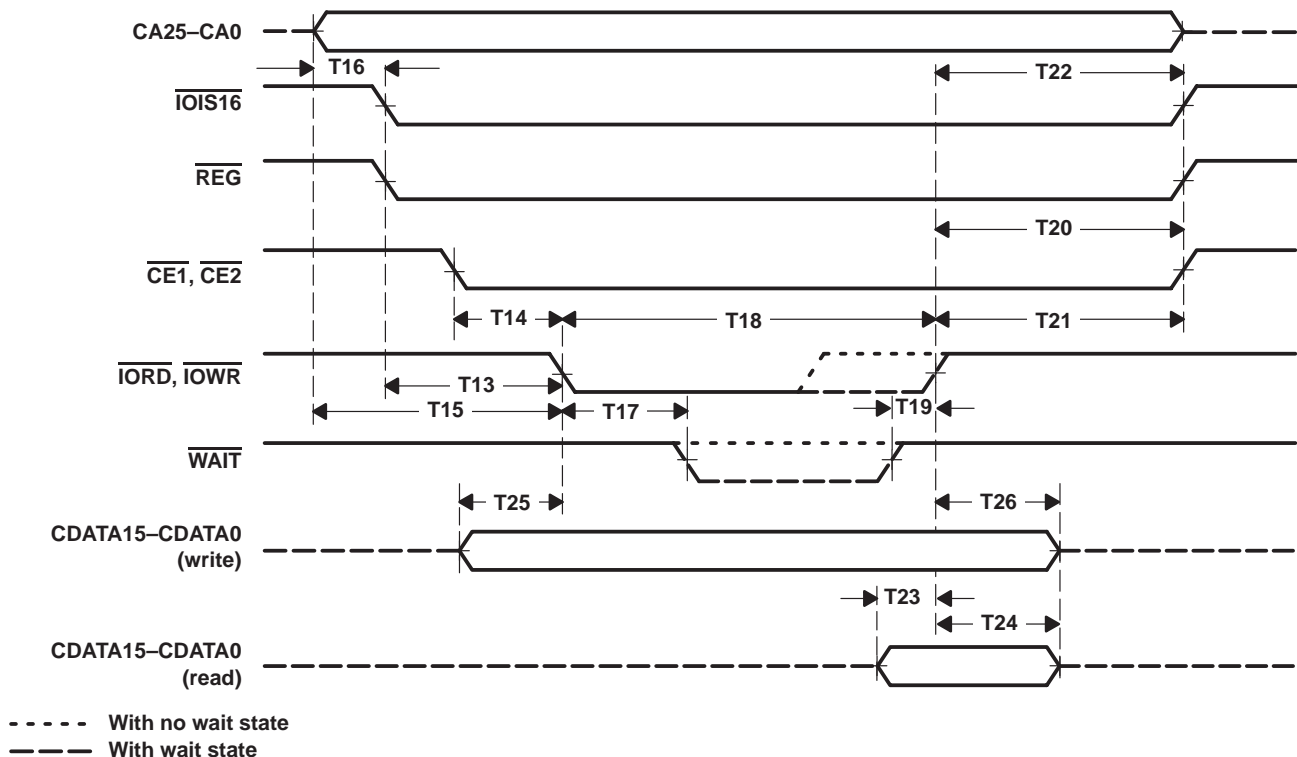 CA25–CA0
T16
T22
IOIS16
REG
T20
CE1, CE2
T14
T18
T21
IORD, IOWR
T13
T19
T15
T17
WAIT
T25
T26
CDATA15–CDATA0
(write)
T23
T24
CDATA15–CDATA0
(read)
With no wait state
With wait state